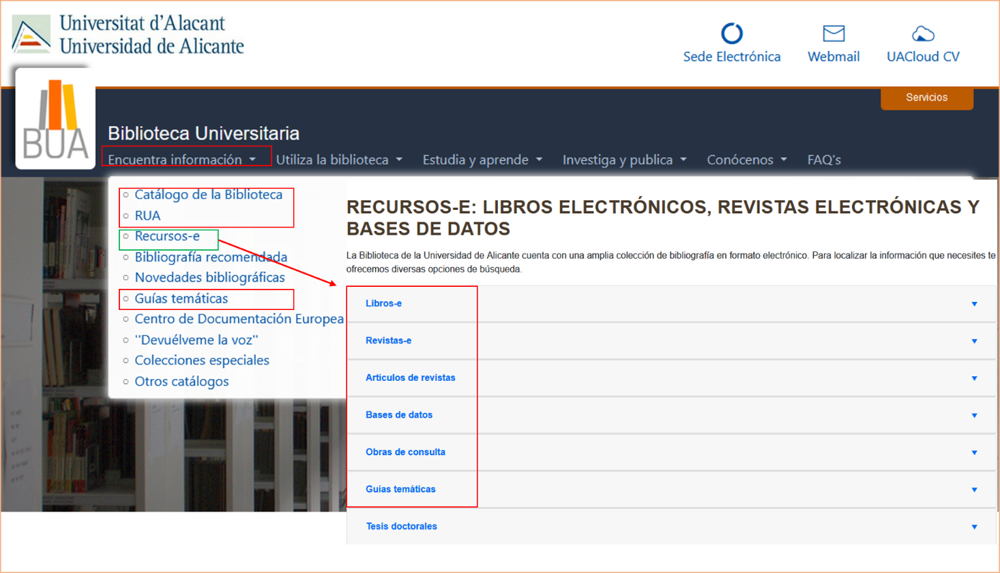 Universitat d'Alacant
Universidad de Alicante
Sede Electrónica
Webmail
UACloud CV
Servicios
BUA
Biblioteca Universitaria
Encuentra información
Utiliza la biblioteca
Estudia y aprende
Investiga y publica
Conócenos
FAQ's
Catálogo de la Biblioteca
RUA
Recursos-e
Bibliografía recomendada
Novedades bibliográficas
Guías temáticas
Centro de Documentación Europea
"Devuélveme la voz"
Colecciones especiales
Otros catálogos
RECURSOS-E: LIBROS ELECTRÓNICOS, REVISTAS ELECTRÓNICAS Y
BASES DE DATOS
La Biblioteca de la Universidad de Alicante cuenta con una amplia colección de bibliografía en formato electrónico. Para localizar la información que necesites te
ofrecemos diversas opciones de búsqueda.
Libros-e
Revistas-e
Artículos de revistas
Bases de datos
Obras de consulta
Guías temáticas
Tesis doctorales